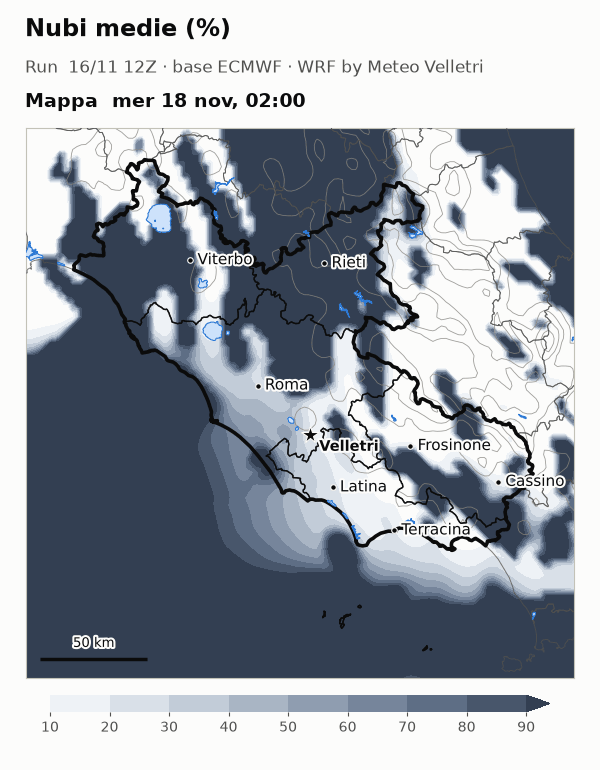 Nubi medie (%)
Run  16/11 12Z · base ECMWF · WRF by Meteo Velletri
Mappa  mer 18 nov, 02:00
Viterbo
Rieti
Roma
Velletri
Frosinone
Cassino
Latina
Terracina
50 km
10 20 30 40 50 60 70 80 90